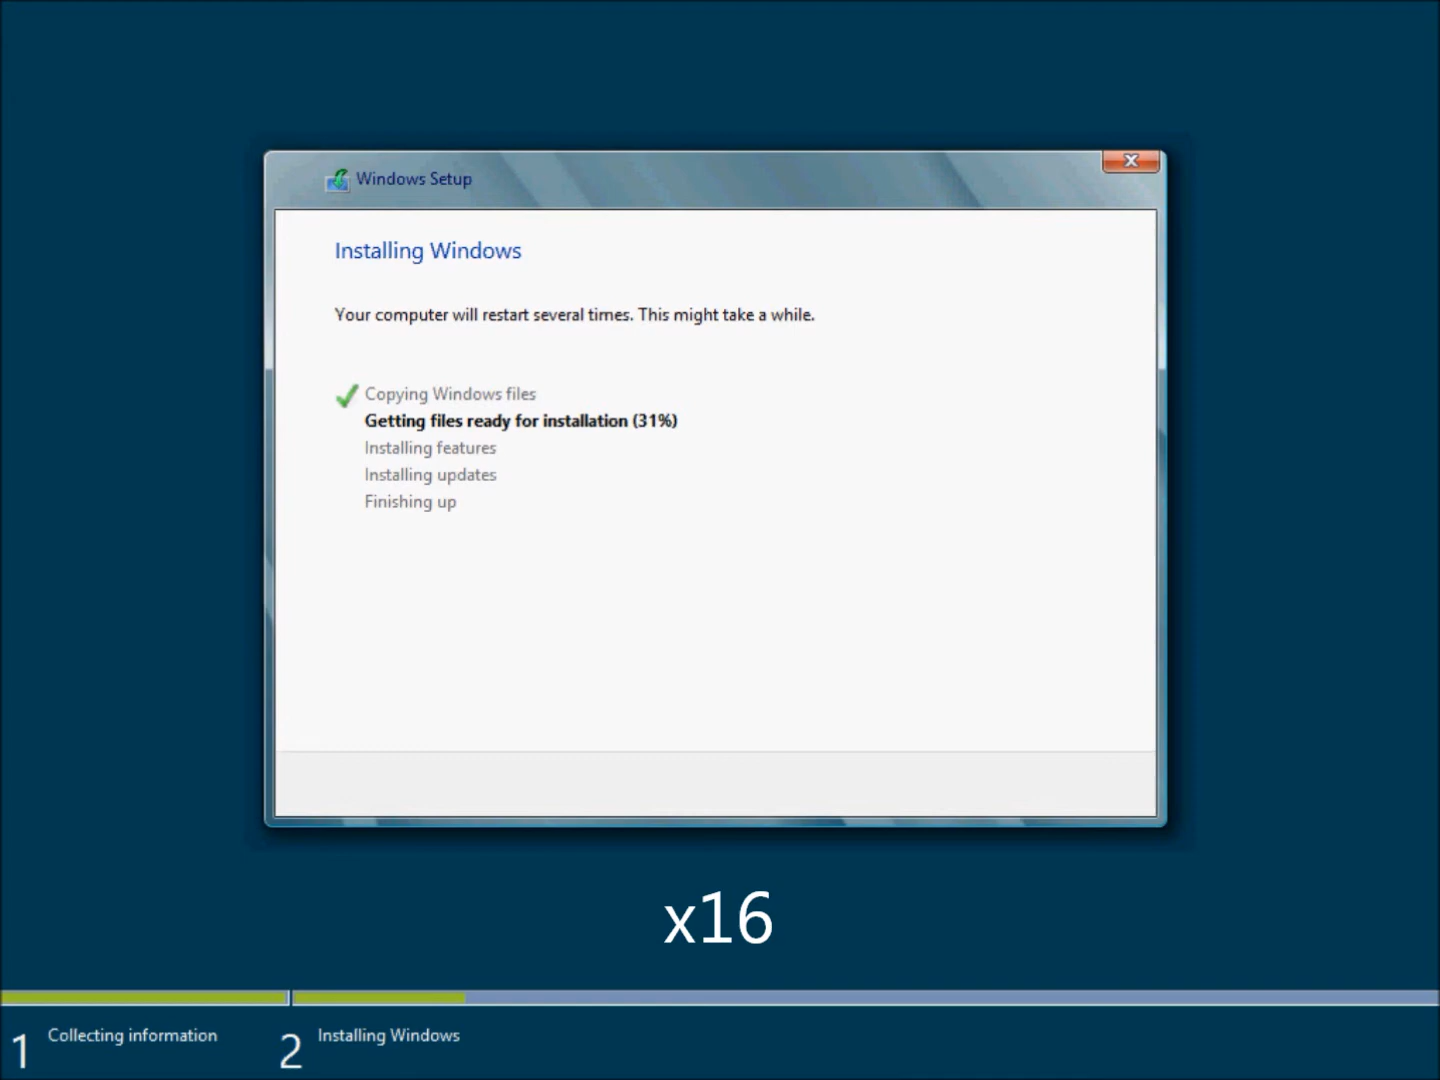 Windows Setup
Installing Windows
Your computer will restart several times. This might take a while.
Copying Windows files
Getting files ready for installation (31%)
Installing features
Installing updates
Finishing up
x16
1 Collecting information
2 Installing Windows